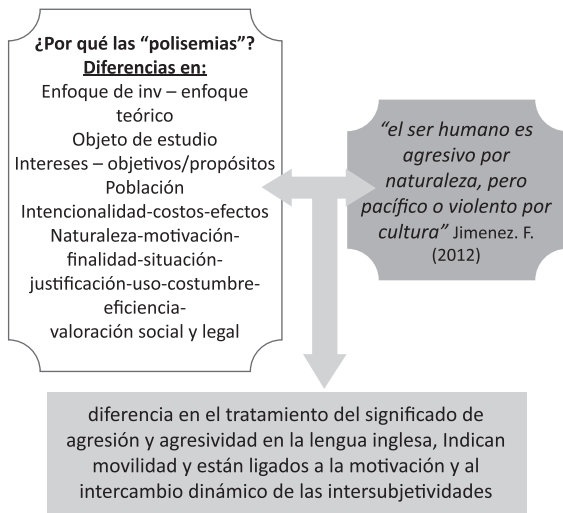 ¿Por qué las “polisemias”?
Diferencias en:
Enfoque de inv – enfoque
teórico
Objeto de estudio
Intereses – objetivos/propósitos
Población
Intencionalidad-costos-efectos
Naturaleza-motivación-
finalidad-situación-
justificación-uso-costumbre-
eficiencia-
valoración social y legal
“el ser humano es
agresivo por
naturaleza, pero
pacífico o violento por
cultura” Jimenez. F.
(2012)
diferencia en el tratamiento del significado de
agresión y agresividad en la lengua inglesa, Indican
movilidad y están ligados a la motivación y al
intercambio dinámico de las intersubjetividades